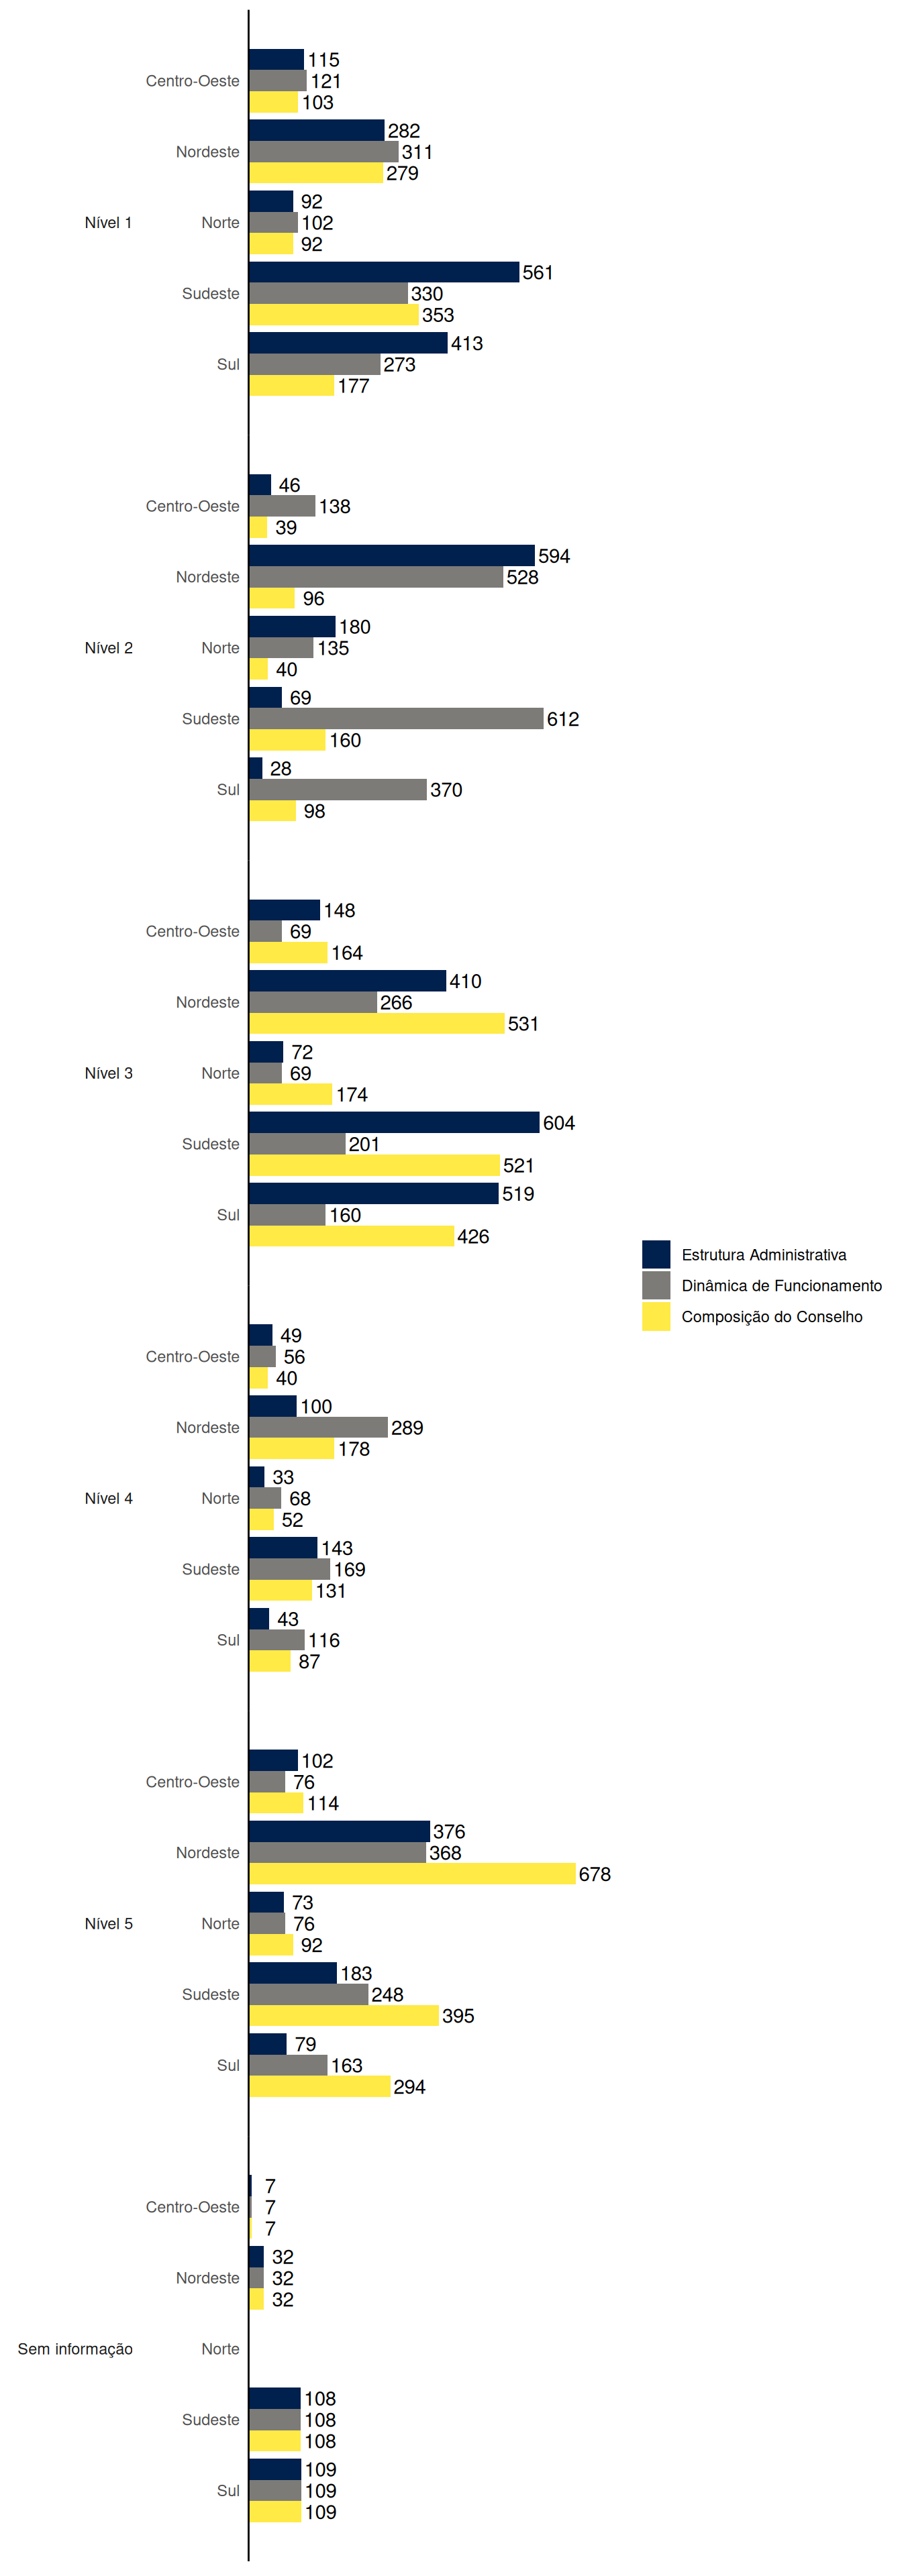 115
Centro-Oeste 121
103
282
Nordeste 311
279
92
Nível 1 Norte 102
92
561
Sudeste 330
353
413
Sul 273
177
46
Centro-Oeste 138
39
594
Nordeste 528
96
180
Nível 2 Norte 135
40
69
Sudeste 612
160
28
Sul 370
98
148
Centro-Oeste 69
164
410
Nordeste 266
531
72
Nível 3 Norte 69
174
604
Sudeste 201
521
519
Sul 160
426
Estrutura Administrativa
Dinâmica de Funcionamento
Composição do Conselho
49
Centro-Oeste 56
40
100
Nordeste 289
178
33
Nível 4 Norte 68
52
143
Sudeste 169
131
43
Sul 116
87
102
Centro-Oeste 76
114
376
Nordeste 368
678
73
Nível 5 Norte 76
92
183
Sudeste 248
395
79
Sul 163
294
7
Centro-Oeste 7
7
32
Nordeste 32
32
Sem informação Norte
108
Sudeste 108
108
109
Sul 109
109